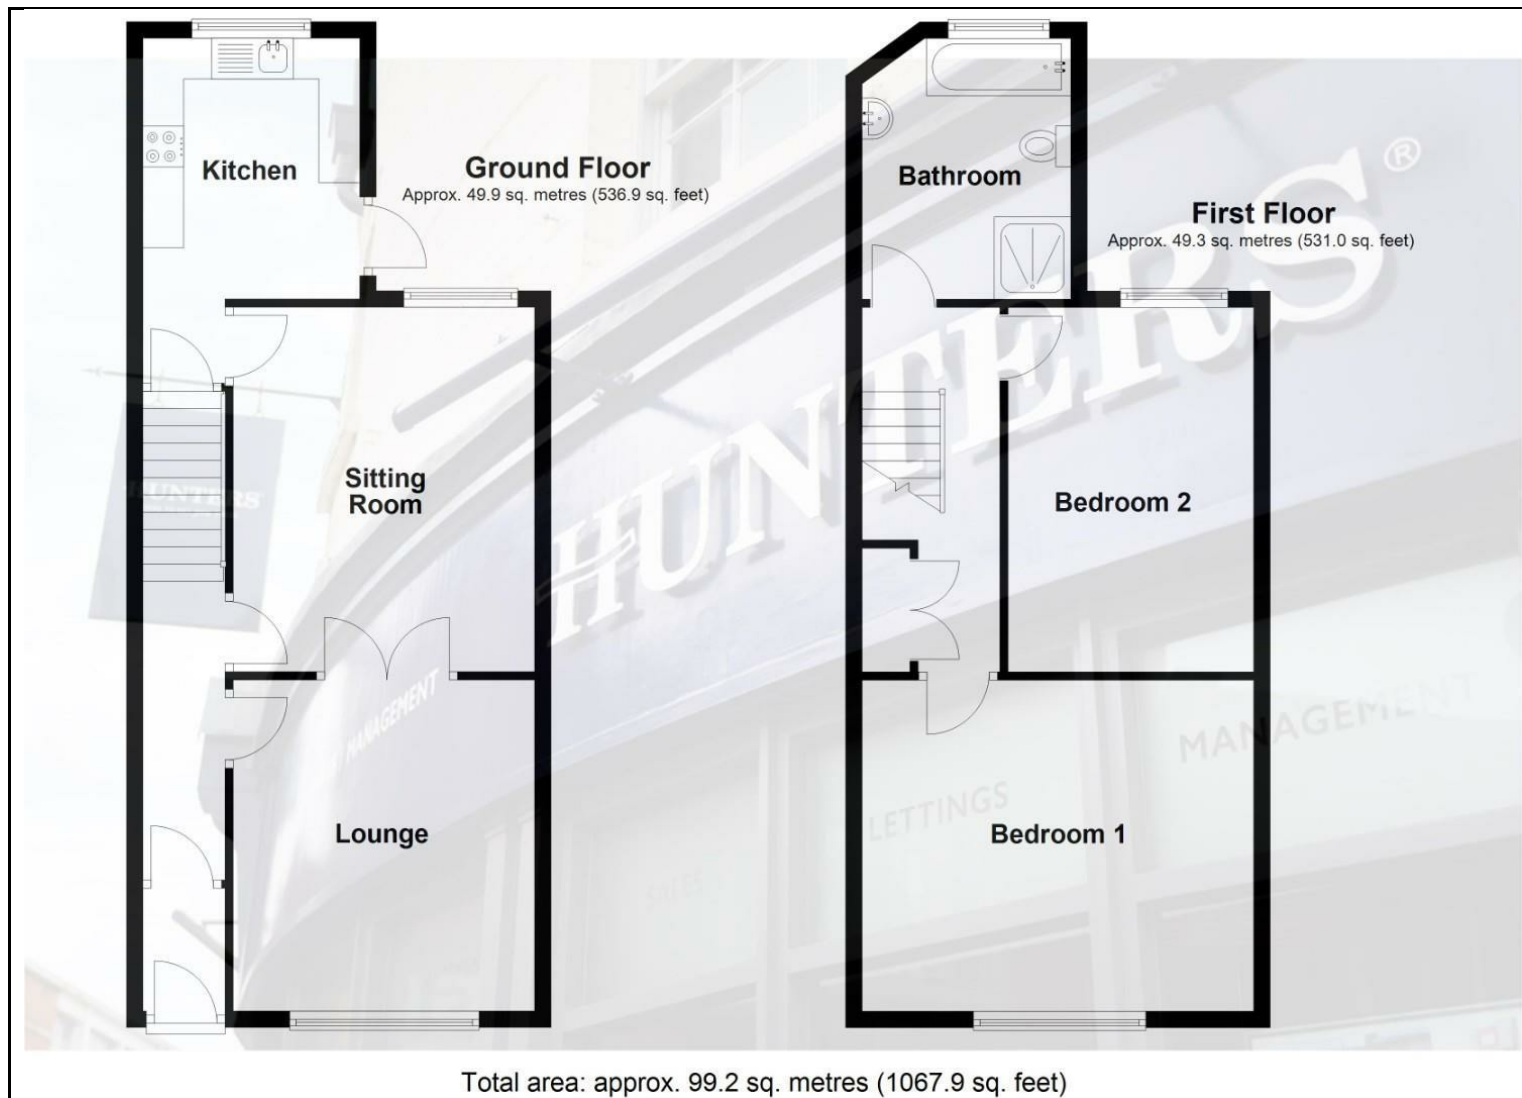 Kitchen
Ground Floor
Approx. 49.9 sq. metres (536.9 sq. feet)
Sitting
Room
Lounge
Bathroom
First Floor
Approx. 49.3 sq. metres (531.0 sq. feet)
Bedroom 2
Bedroom 1
HUNTERS®
HUNTERS
MANAGEMENT
SALES
LETTINGS
MANAGEMENT
Total area: approx. 99.2 sq. metres (1067.9 sq. feet)